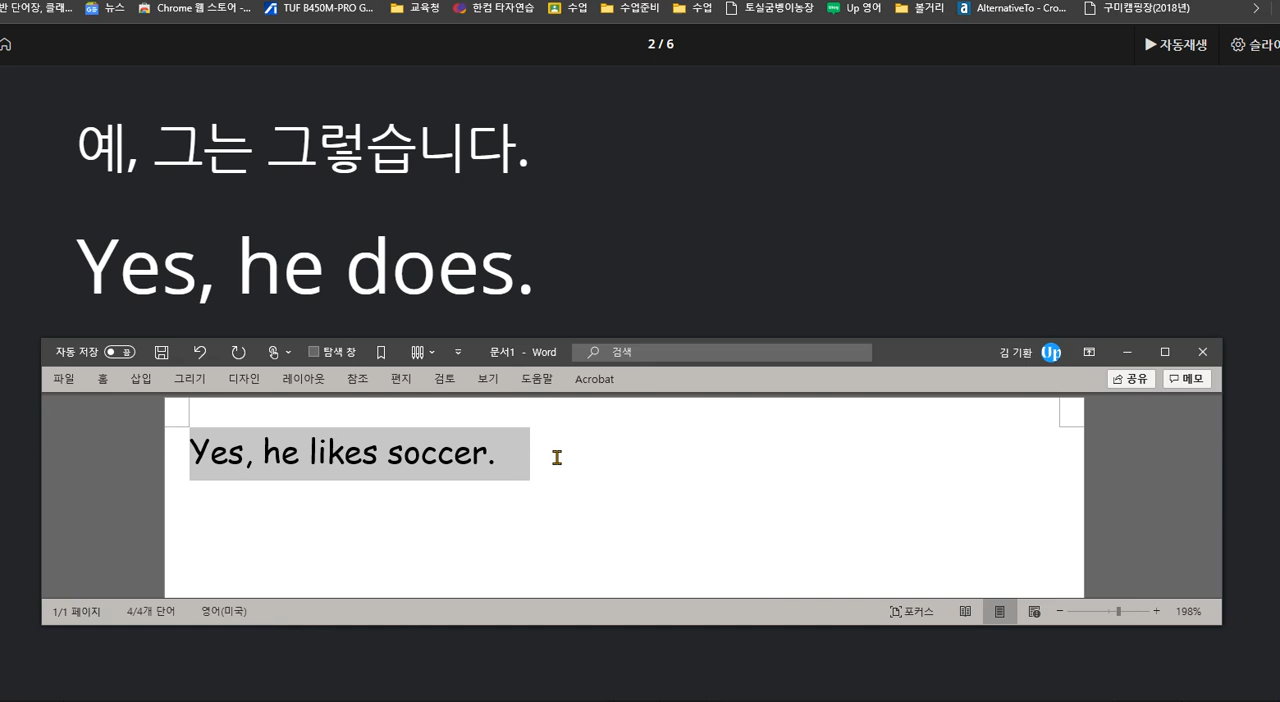 반 단어장, 클래... 뉴스 Chrome 웹 스토어 -... TUF B450M-PRO G... 교육청 한컴 타자연습 수업 수업준비 수업 토실굼벵이농장 Up 영어 볼거리 AlternativeTo - Cro... 구미캠핑장(2018년)
2 / 6 자동재생 슬라이
예, 그는 그렇습니다.
Yes, he does.
자동 저장 끔 탐색 창 문서1 - Word 검색 김 기환 Up
파일 홈 삽입 그리기 디자인 레이아웃 참조 편지 검토 보기 도움말 Acrobat 공유 메모
Yes, he likes soccer.
1/1 페이지 4/4개 단어 영어(미국) 포커스 198%